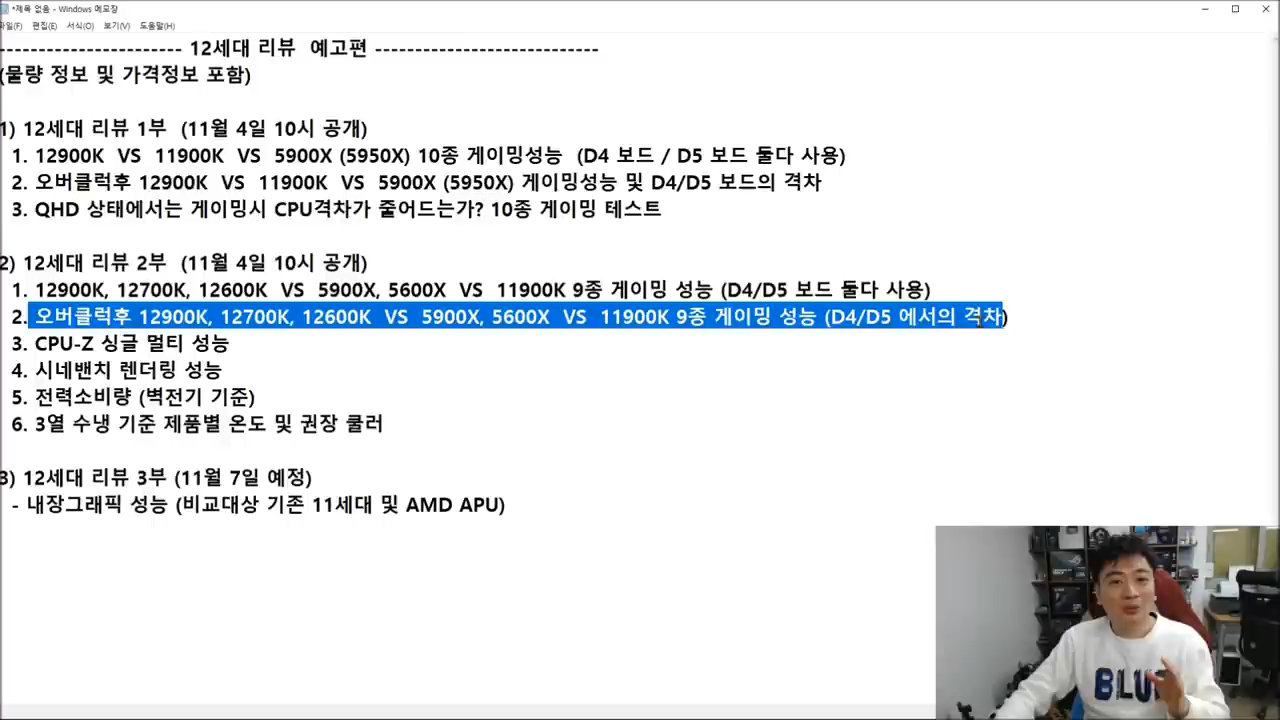 *제목 없음 - Windows 메모장
파일(F) 편집(E) 서식(O) 보기(V) 도움말(H)
----------------------- 12세대 리뷰 예고편 ----------------------------
(물량 정보 및 가격정보 포함)
1) 12세대 리뷰 1부 (11월 4일 10시 공개)
1. 12900K VS 11900K VS 5900X (5950X) 10종 게이밍성능 (D4 보드 / D5 보드 둘다 사용)
2. 오버클럭후 12900K VS 11900K VS 5900X (5950X) 게이밍성능 및 D4/D5 보드의 격차
3. QHD 상태에서는 게이밍시 CPU격차가 줄어드는가? 10종 게이밍 테스트
2) 12세대 리뷰 2부 (11월 4일 10시 공개)
1. 12900K, 12700K, 12600K VS 5900X, 5600X VS 11900K 9종 게이밍 성능 (D4/D5 보드 둘다 사용)
2. 오버클럭후 12900K, 12700K, 12600K VS 5900X, 5600X VS 11900K 9종 게이밍 성능 (D4/D5 에서의 격차)
3. CPU-Z 싱글 멀티 성능
4. 시네밴치 렌더링 성능
5. 전력소비량 (벽전기 기준)
6. 3열 수냉 기준 제품별 온도 및 권장 쿨러
3) 12세대 리뷰 3부 (11월 7일 예정)
- 내장그래픽 성능 (비교대상 기존 11세대 및 AMD APU)